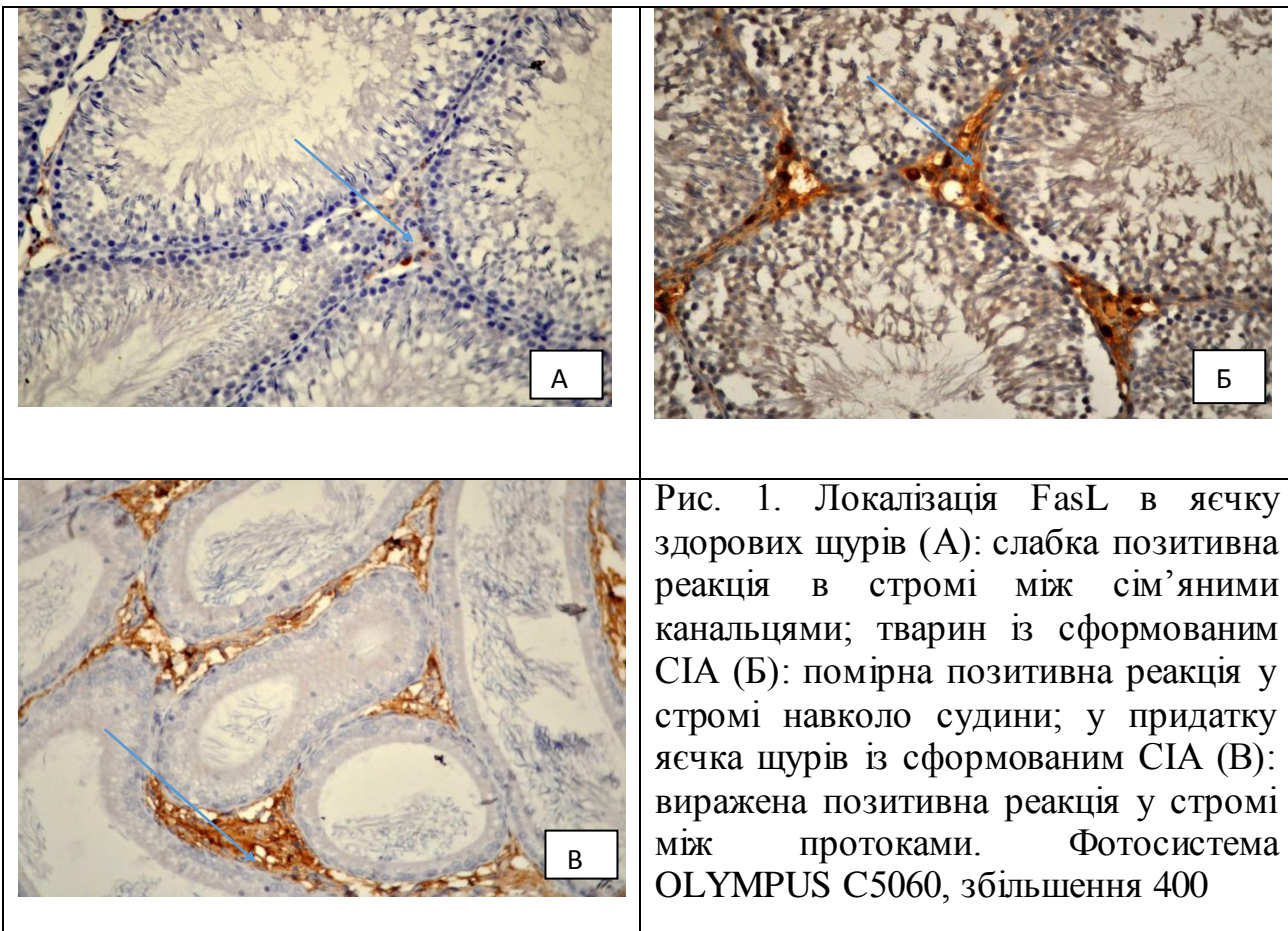 А
Б
В
Рис. 1. Локалізація FasL в яєчку
здорових щурів (А): слабка позитивна
реакція в стромі між сім’яними
канальцями; тварин із сформованим
СІА (Б): помірна позитивна реакція у
стромі навколо судини; у придатку
яєчка щурів із сформованим СІА (В):
виражена позитивна реакція у стромі
між протоками. Фотосистема
OLYMPUS C5060, збільшення 400